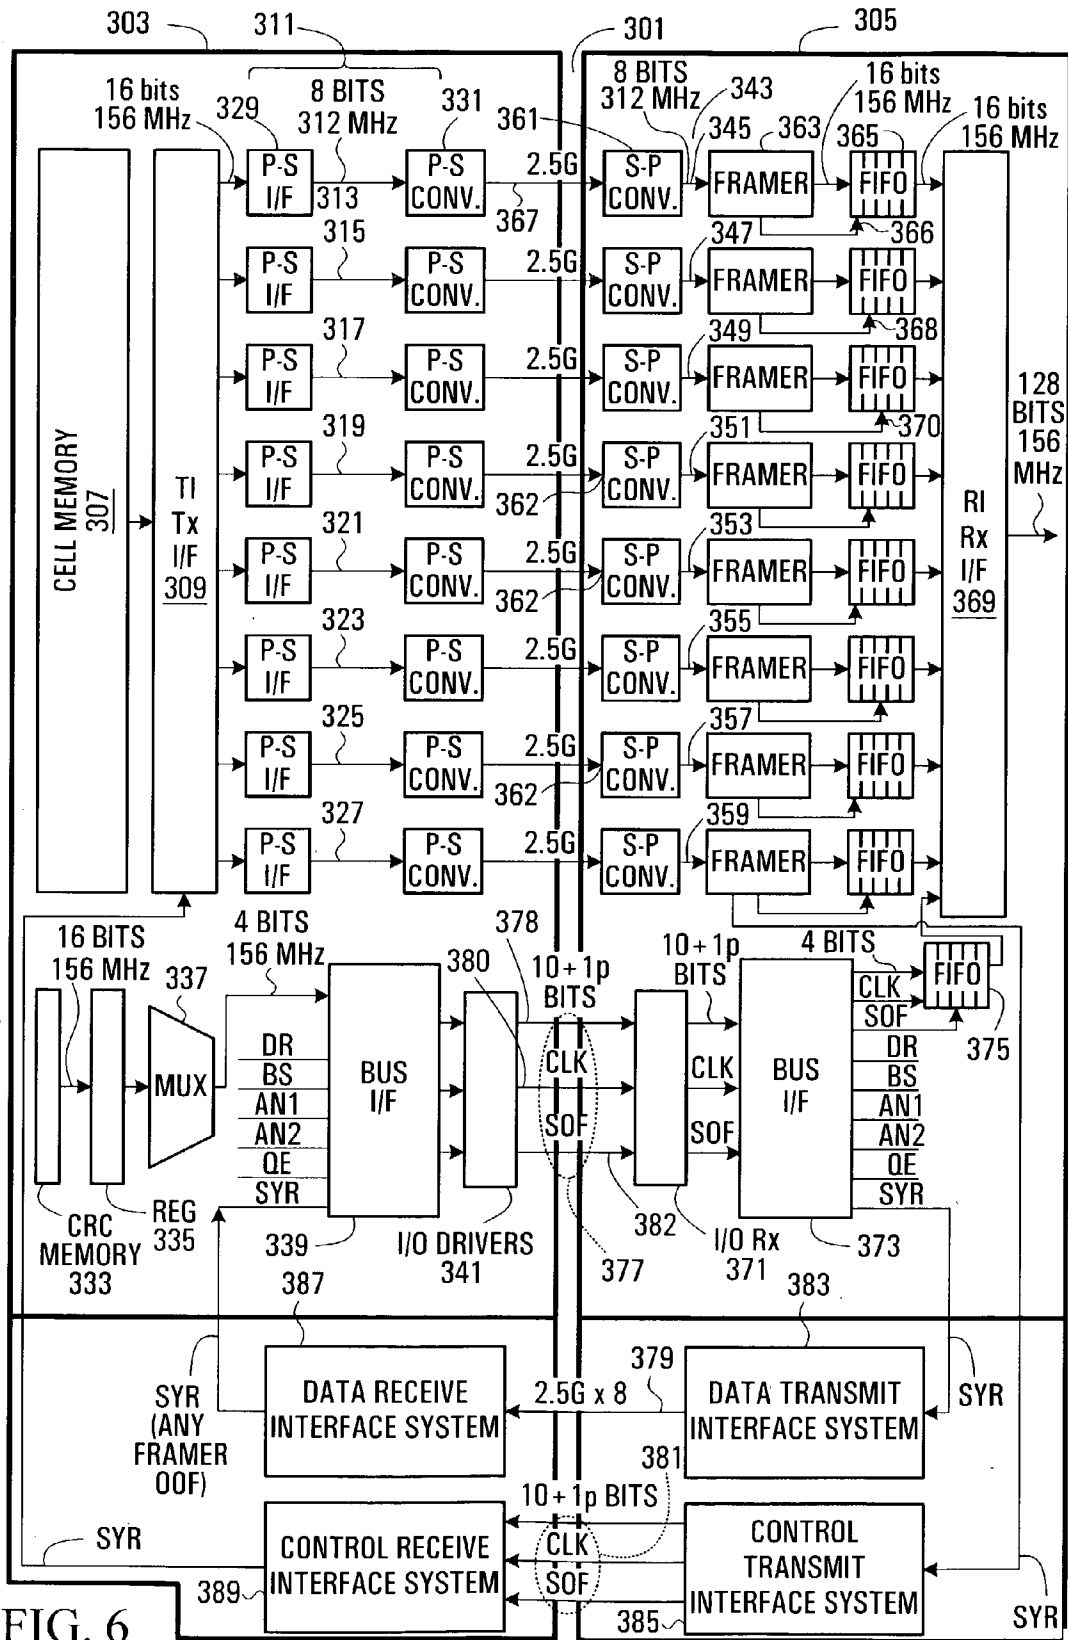 303
311
301
305
16 bits
156 MHz
329
8 BITS
312 MHz
331
361
8 BITS
312 MHz
343
345
363
16 bits
156 MHz
365
16 bits
156 MHz
P-S
I/F
313
P-S
CONV.
2.5G
367
S-P
CONV.
FRAMER
FIFO
366
315
347
P-S
I/F
P-S
CONV.
2.5G
S-P
CONV.
FRAMER
FIFO
368
317
349
P-S
I/F
P-S
CONV.
2.5G
S-P
CONV.
FRAMER
FIFO
370
128
BITS
156
MHz
319
351
P-S
I/F
P-S
CONV.
2.5G
362
S-P
CONV.
FRAMER
FIFO
CELL MEMORY
307
TI
Tx
I/F
309
RI
Rx
I/F
369
321
353
P-S
I/F
P-S
CONV.
2.5G
362
S-P
CONV.
FRAMER
FIFO
323
355
P-S
I/F
P-S
CONV.
2.5G
S-P
CONV.
FRAMER
FIFO
325
357
P-S
I/F
P-S
CONV.
2.5G
362
S-P
CONV.
FRAMER
FIFO
327
359
P-S
I/F
P-S
CONV.
2.5G
S-P
CONV.
FRAMER
FIFO
16 BITS
156 MHz
337
4 BITS
156 MHz
378
380
10+1p
BITS
10+1p
BITS
4 BITS
CLK
SOF
FIFO
375
MUX
DR
BS
AN1
AN2
QE
SYR
BUS
I/F
CLK
SOF
CLK
SOF
BUS
I/F
DR
BS
AN1
AN2
QE
SYR
CRC
MEMORY
333
REG
335
339
I/O DRIVERS
341
377
382
I/O Rx
371
373
387
383
SYR
(ANY
FRAMER
OOF)
DATA RECEIVE
INTERFACE SYSTEM
379
2.5G x 8
DATA TRANSMIT
INTERFACE SYSTEM
SYR
381
10+1p BITS
SYR
CONTROL RECEIVE
INTERFACE SYSTEM
389
CLK
SOF
CONTROL
TRANSMIT
INTERFACE SYSTEM
385
SYR
FIG. 6